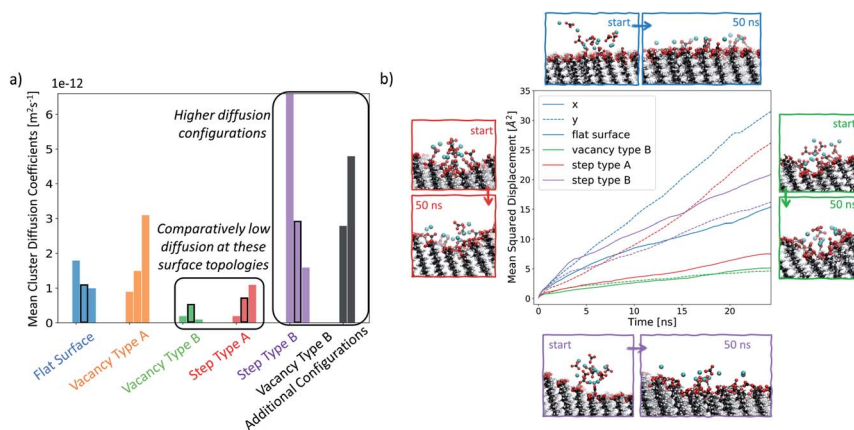 start
50 ns
a)
b)
1e-12
Mean Cluster Diffusion Coefficients [m²s⁻¹]
6
5
4
3
2
1
0
Higher diffusion
configurations
Comparatively low
diffusion at these
surface topologies
Flat Surface
Vacancy Type A
Vacancy Type B
Step Type A
Step Type B
Vacancy Type B
Additional Configurations
start
50 ns
Mean Squared Displacement [Å²]
35
30
25
20
15
10
5
0
x
y
flat surface
vacancy type B
step type A
step type B
0
5
10
15
20
Time [ns]
start
50 ns
start
50 ns